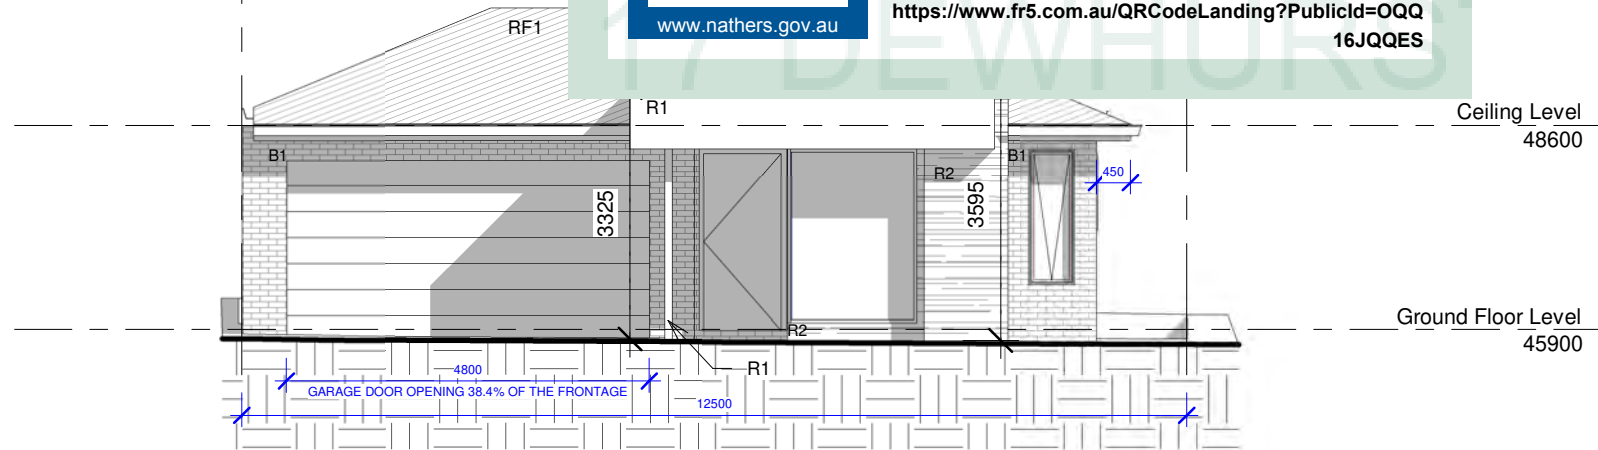 https://www.fr5.com.au/QRCodeLanding?PublicId=OQQ
16JQQES
www.nathers.gov.au
17 DEWHURST
RF1
R1
Ceiling Level
48600
B1
B1
R2
450
3325
3595
Ground Floor Level
45900
R2
R1
4800
GARAGE DOOR OPENING 38.4% OF THE FRONTAGE
12500